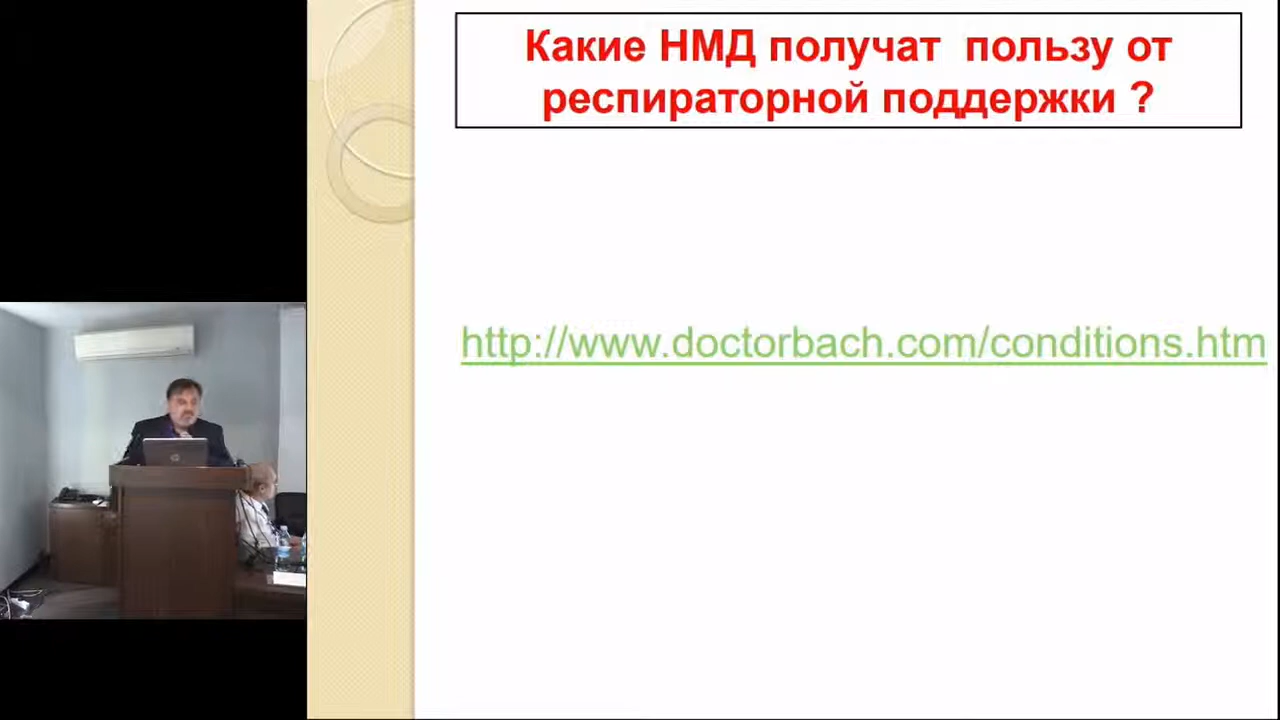 Какие НМД получат пользу от
респираторной поддержки ?
http://www.doctorbach.com/conditions.htm